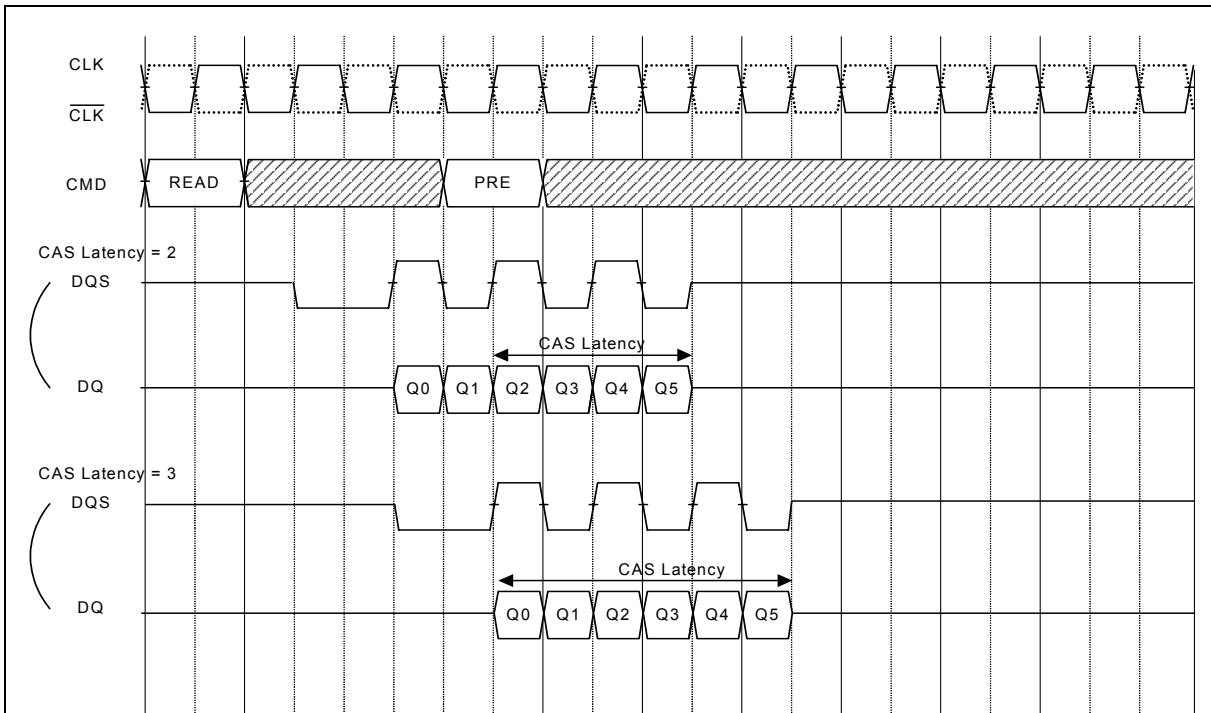 CLK
CLK
CMD READ PRE
CAS Latency = 2
DQS
CAS Latency
DQ Q0 Q1 Q2 Q3 Q4 Q5
CAS Latency = 3
DQS
CAS Latency
DQ Q0 Q1 Q2 Q3 Q4 Q5